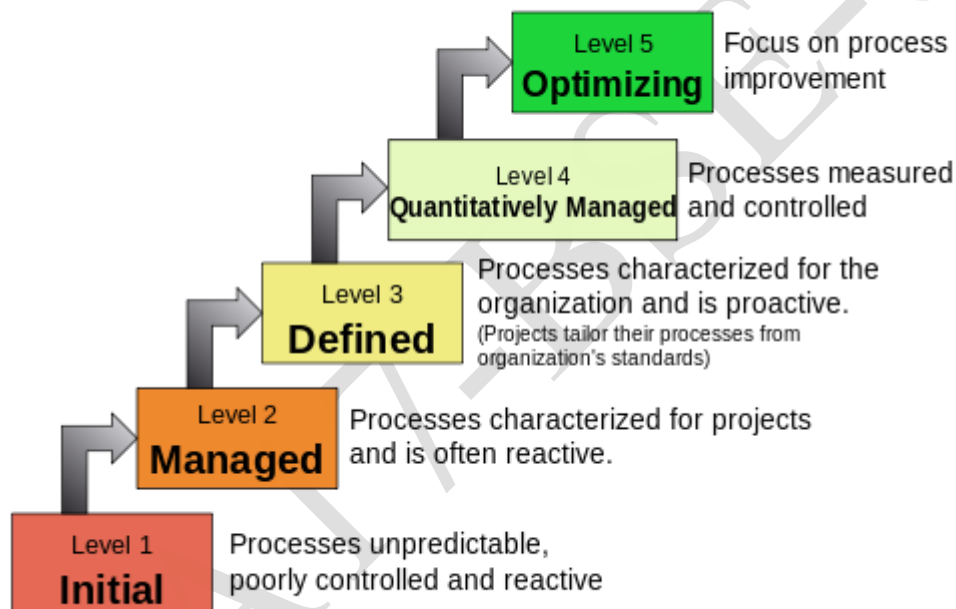 Level 5
Optimizing
Focus on process
improvement
Level 4
Quantitatively Managed
Processes measured
and controlled
Level 3
Defined
Processes characterized for the
organization and is proactive.
(Projects tailor their processes from
organization's standards)
Level 2
Managed
Processes characterized for projects
and is often reactive.
Level 1
Initial
Processes unpredictable,
poorly controlled and reactive